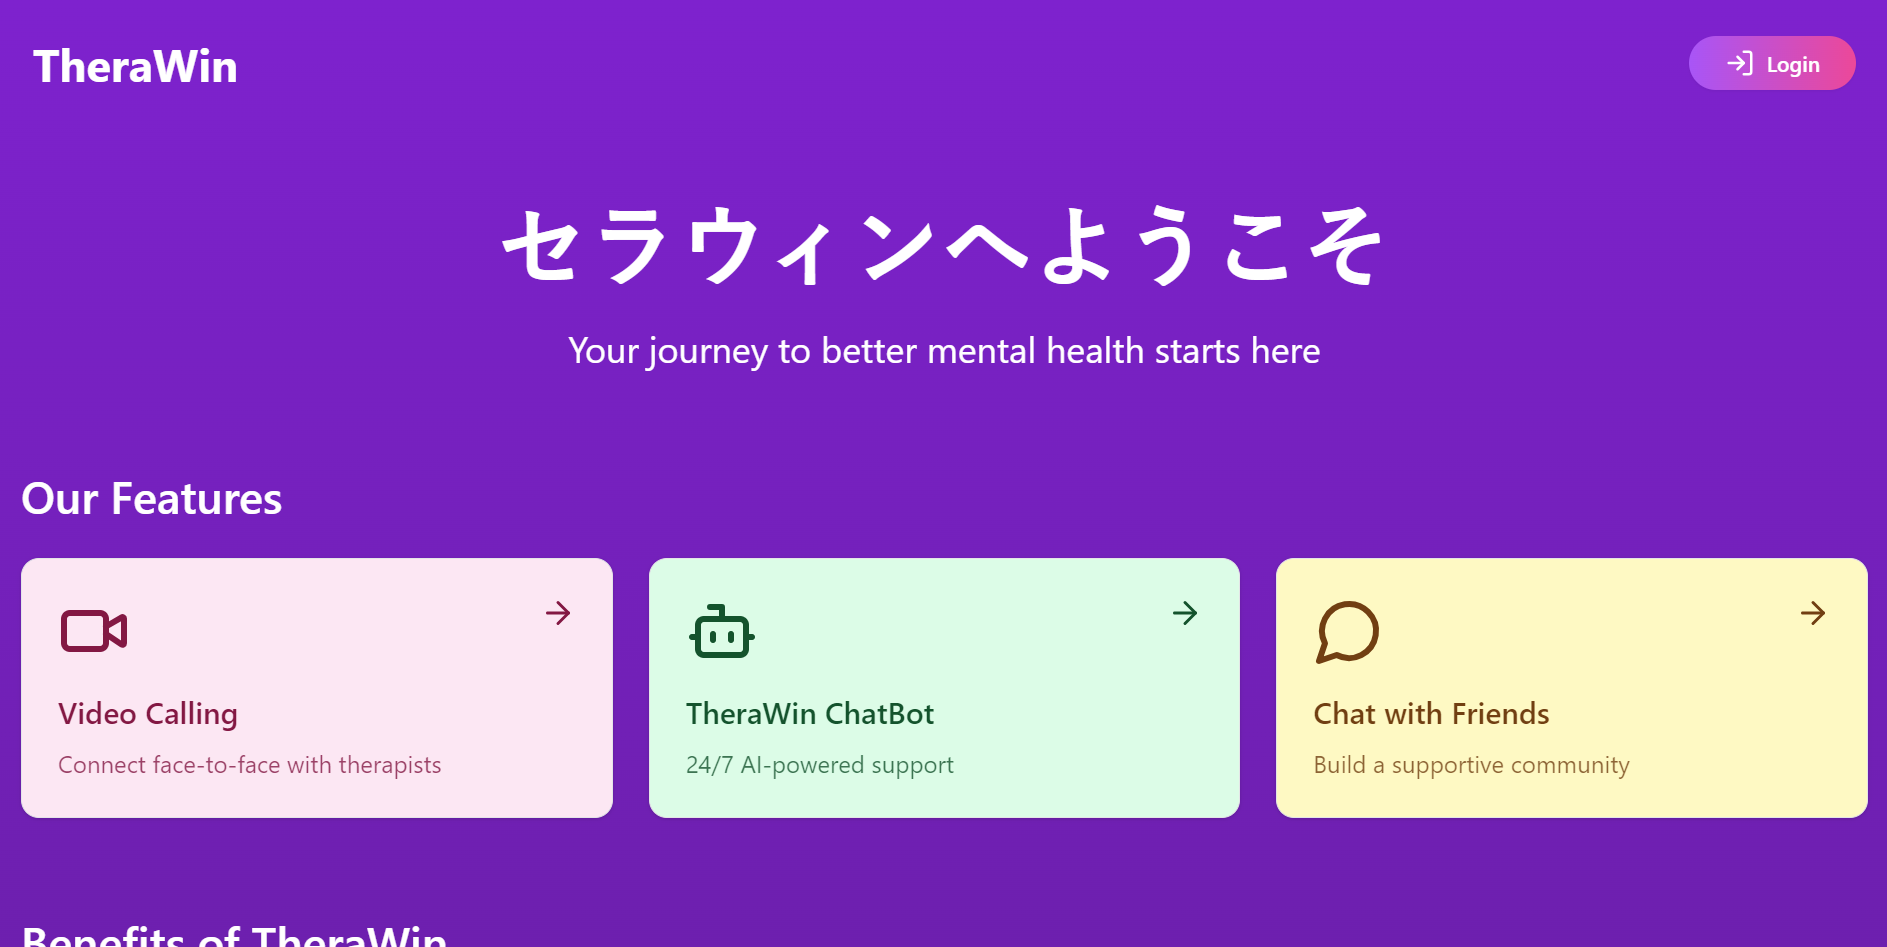 TheraWin
Login
セラウィンへようこそ
Your journey to better mental health starts here
Our Features
Video Calling
Connect face-to-face with therapists
TheraWin ChatBot
24/7 AI-powered support
Chat with Friends
Build a supportive community
Benefits of TheraWin